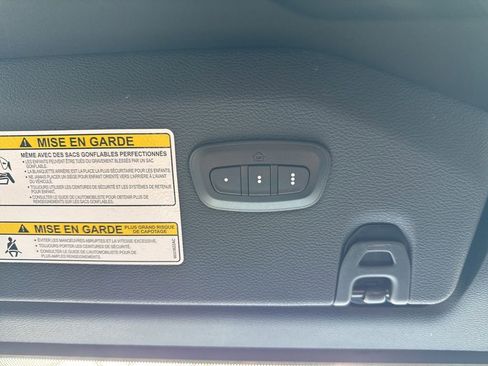 MISE EN GARDE
MÊME AVEC DES SACS GONFLABLES PERFECTIONNÉS
• LES ENFANTS PEUVENT ÊTRE TUÉS OU GRAVEMENT BLESSÉS PAR UN SAC
GONFLABLE.
• LA BANQUETTE ARRIÈRE EST LA PLACE LA PLUS SÉCURITAIRE POUR LES ENFANTS.
• NE JAMAIS PLACER UN SIÈGE POUR ENFANT ORIENTÉ VERS L'ARRIÈRE À L'AVANT
DU VÉHICULE.
• TOUJOURS UTILISER LES CEINTURES DE SÉCURITÉ ET LES SYSTÈMES DE RETENUE
POUR ENFANT.
• CONSULTER LE GUIDE DE L'AUTOMOBILISTE POUR OBTENIR PLUS DE
RENSEIGNEMENTS SUR LES SACS GONFLABLES.
MISE EN GARDE PLUS GRAND RISQUE
DE CAPOTAGE
• ÉVITER LES MANŒUVRES ABRUPTES ET LA VITESSE EXCESSIVE.
• TOUJOURS PORTER LES CEINTURES DE SÉCURITÉ.
• CONSULTER LE GUIDE DE L'AUTOMOBILISTE POUR DE
PLUS AMPLES RENSEIGNEMENTS.